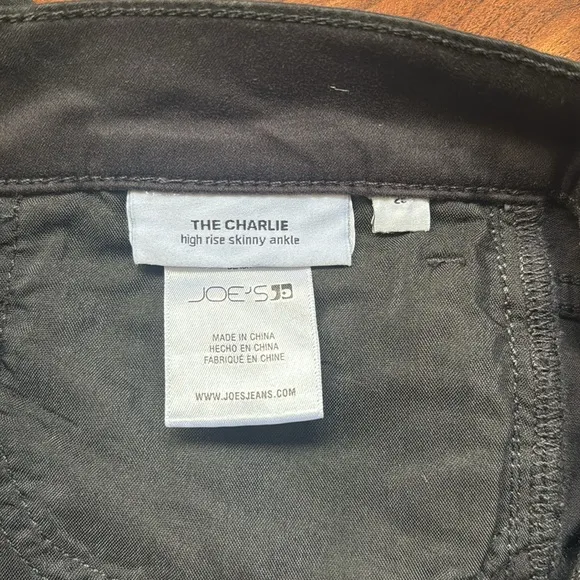 THE CHARLIE
high rise skinny ankle
JOE'S
MADE IN CHINA
HECHO EN CHINA
FABRIQUÉ EN CHINE
WWW.JOESJEANS.COM